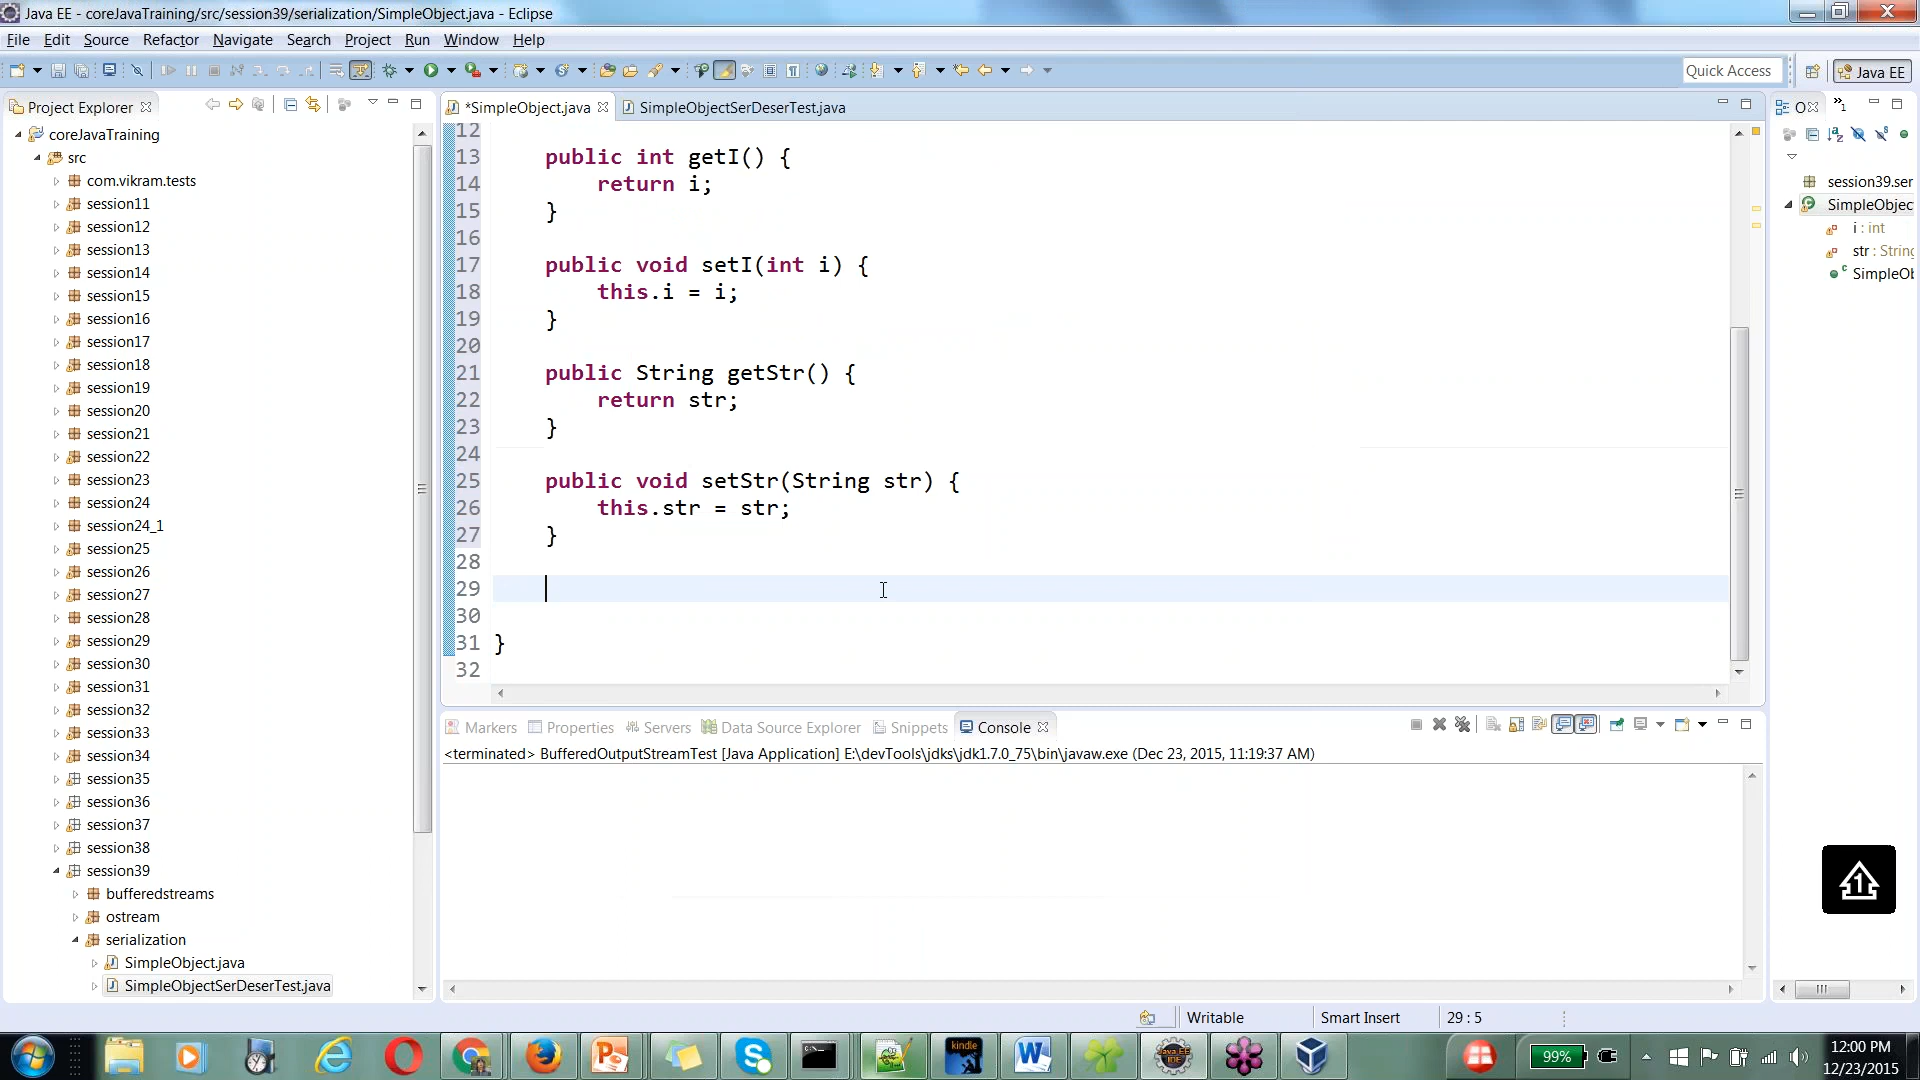 Java EE - coreJavaTraining/src/session39/serialization/SimpleObject.java - Eclipse
File Edit Source Refactor Navigate Search Project Run Window Help
Quick Access
Java EE
Project Explorer
coreJavaTraining
src
com.vikram.tests
session11
session12
session13
session14
session15
session16
session17
session18
session19
session20
session21
session22
session23
session24
session24_1
session25
session26
session27
session28
session29
session30
session31
session32
session33
session34
session35
session36
session37
session38
session39
bufferedstreams
ostream
serialization
SimpleObject.java
SimpleObjectSerDeserTest.java
*SimpleObject.java SimpleObjectSerDeserTest.java
12
13 public int getI() {
14 return i;
15 }
16
17 public void setI(int i) {
18 this.i = i;
19 }
20
21 public String getStr() {
22 return str;
23 }
24
25 public void setStr(String str) {
26 this.str = str;
27 }
28
29
30
31 }
32
O
»1
session39.ser
SimpleObjec
i : int
str : String
SimpleOb
Markers Properties Servers Data Source Explorer Snippets Console
<terminated> BufferedOutputStreamTest [Java Application] E:\devTools\jdks\jdk1.7.0_75\bin\javaw.exe (Dec 23, 2015, 11:19:37 AM)
1
Writable Smart Insert 29 : 5
kindle
Java EE
IDE
99%
12:00 PM
12/23/2015